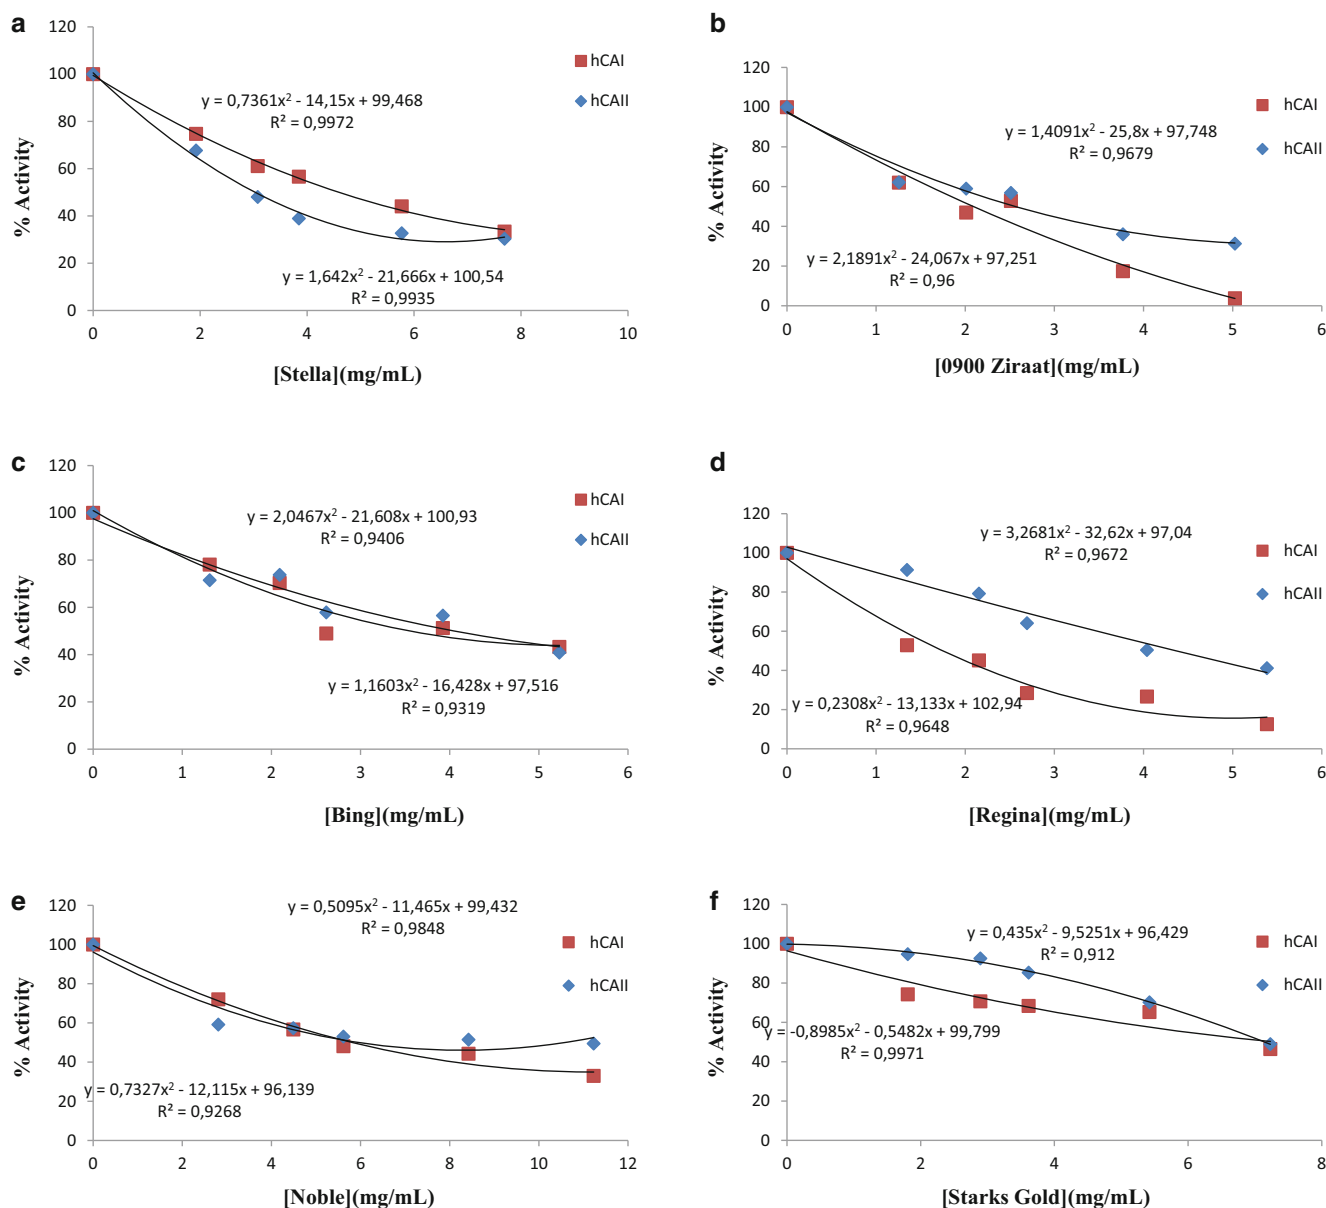 a
120
100
80
60
40
20
0
% Activity
y = 0,7361x² - 14,15x + 99,468
R² = 0,9972
y = 1,642x² - 21,666x + 100,54
R² = 0,9935
hCAI
hCAII
0 2 4 6 8 10
[Stella](mg/mL)
b
120
100
80
60
40
20
0
% Activity
y = 1,4091x² - 25,8x + 97,748
R² = 0,9679
y = 2,1891x² - 24,067x + 97,251
R² = 0,96
hCAI
hCAII
0 1 2 3 4 5 6
[0900 Ziraat](mg/mL)
c
120
100
80
60
40
20
0
% Activity
y = 2,0467x² - 21,608x + 100,93
R² = 0,9406
y = 1,1603x² - 16,428x + 97,516
R² = 0,9319
hCAI
hCAII
0 1 2 3 4 5 6
[Bing](mg/mL)
d
120
100
80
60
40
20
0
% Activity
y = 3,2681x² - 32,62x + 97,04
R² = 0,9672
y = 0,2308x² - 13,133x + 102,94
R² = 0,9648
hCAI
hCAII
0 1 2 3 4 5 6
[Regina](mg/mL)
e
120
100
80
60
40
20
0
% Activity
y = 0,5095x² - 11,465x + 99,432
R² = 0,9848
y = 0,7327x² - 12,115x + 96,139
R² = 0,9268
hCAI
hCAII
0 2 4 6 8 10 12
[Noble](mg/mL)
f
120
100
80
60
40
20
0
% Activity
y = 0,435x² - 9,5251x + 96,429
R² = 0,912
y = -0,8985x² - 0,5482x + 99,799
R² = 0,9971
hCAI
hCAII
0 2 4 6 8
[Starks Gold](mg/mL)